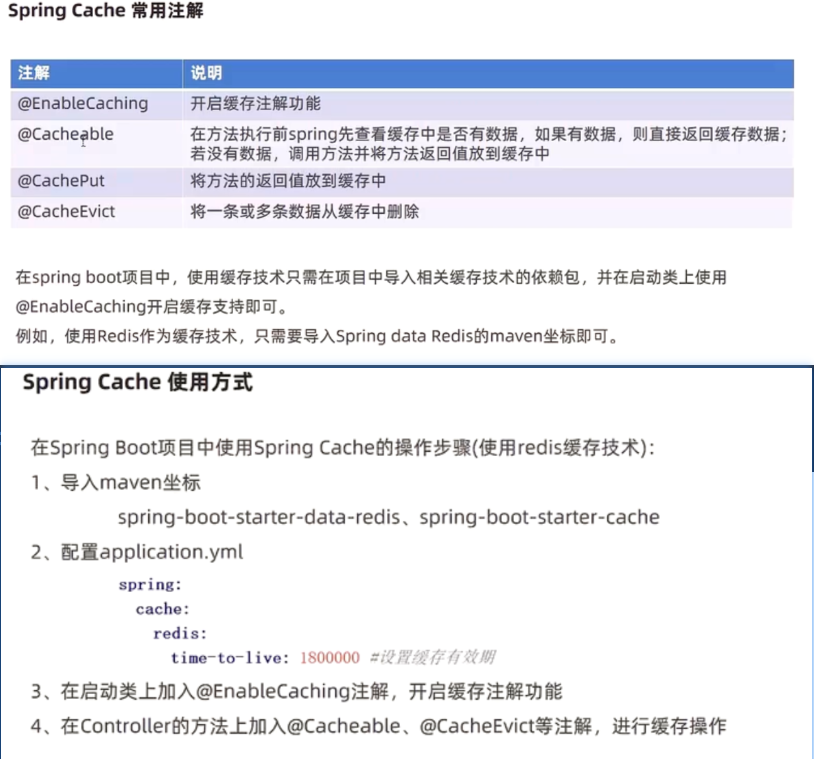 Spring Cache 常用注解
注解 说明
@EnableCaching 开启缓存注解功能
@Cacheable 在方法执行前spring先查看缓存中是否有数据，如果有数据，则直接返回缓存数据；
若没有数据，调用方法并将方法返回值放到缓存中
@CachePut 将方法的返回值放到缓存中
@CacheEvict 将一条或多条数据从缓存中删除
在spring boot项目中，使用缓存技术只需在项目中导入相关缓存技术的依赖包，并在启动类上使用
@EnableCaching开启缓存支持即可。
例如，使用Redis作为缓存技术，只需要导入Spring data Redis的maven坐标即可。
Spring Cache 使用方式
在Spring Boot项目中使用Spring Cache的操作步骤(使用redis缓存技术)：
1、导入maven坐标
spring-boot-starter-data-redis、spring-boot-starter-cache
2、配置application.yml
spring:
cache:
redis:
time-to-live: 1800000 #设置缓存有效期
3、在启动类上加入@EnableCaching注解，开启缓存注解功能
4、在Controller的方法上加入@Cacheable、@CacheEvict等注解，进行缓存操作